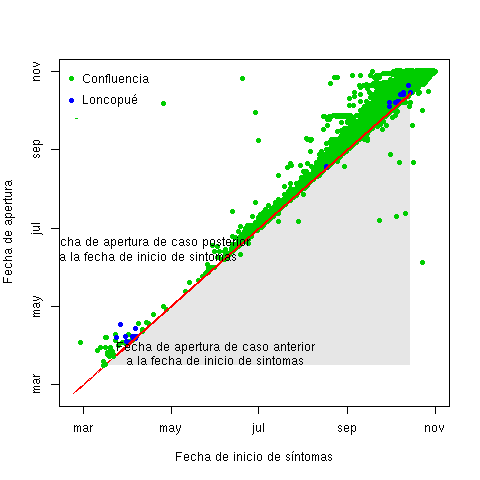 Confluencia
Loncopué
cha de apertura de caso posterior
a la fecha de inicio de sintomas
Fecha de apertura de caso anterior
a la fecha de inicio de sintomas
Fecha de apertura
mar
may
jul
sep
nov
mar
may
jul
sep
nov
Fecha de inicio de síntomas